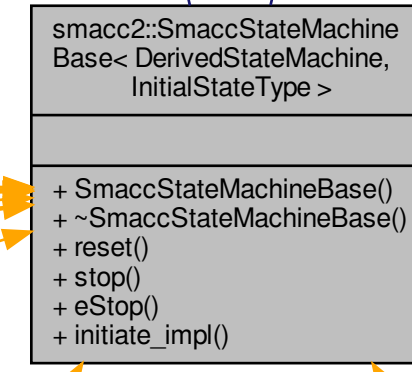 smacc2::SmaccStateMachine
Base< DerivedStateMachine,
InitialStateType >
+ SmaccStateMachineBase()
+ ~SmaccStateMachineBase()
+ reset()
+ stop()
+ eStop()
+ initiate_impl()